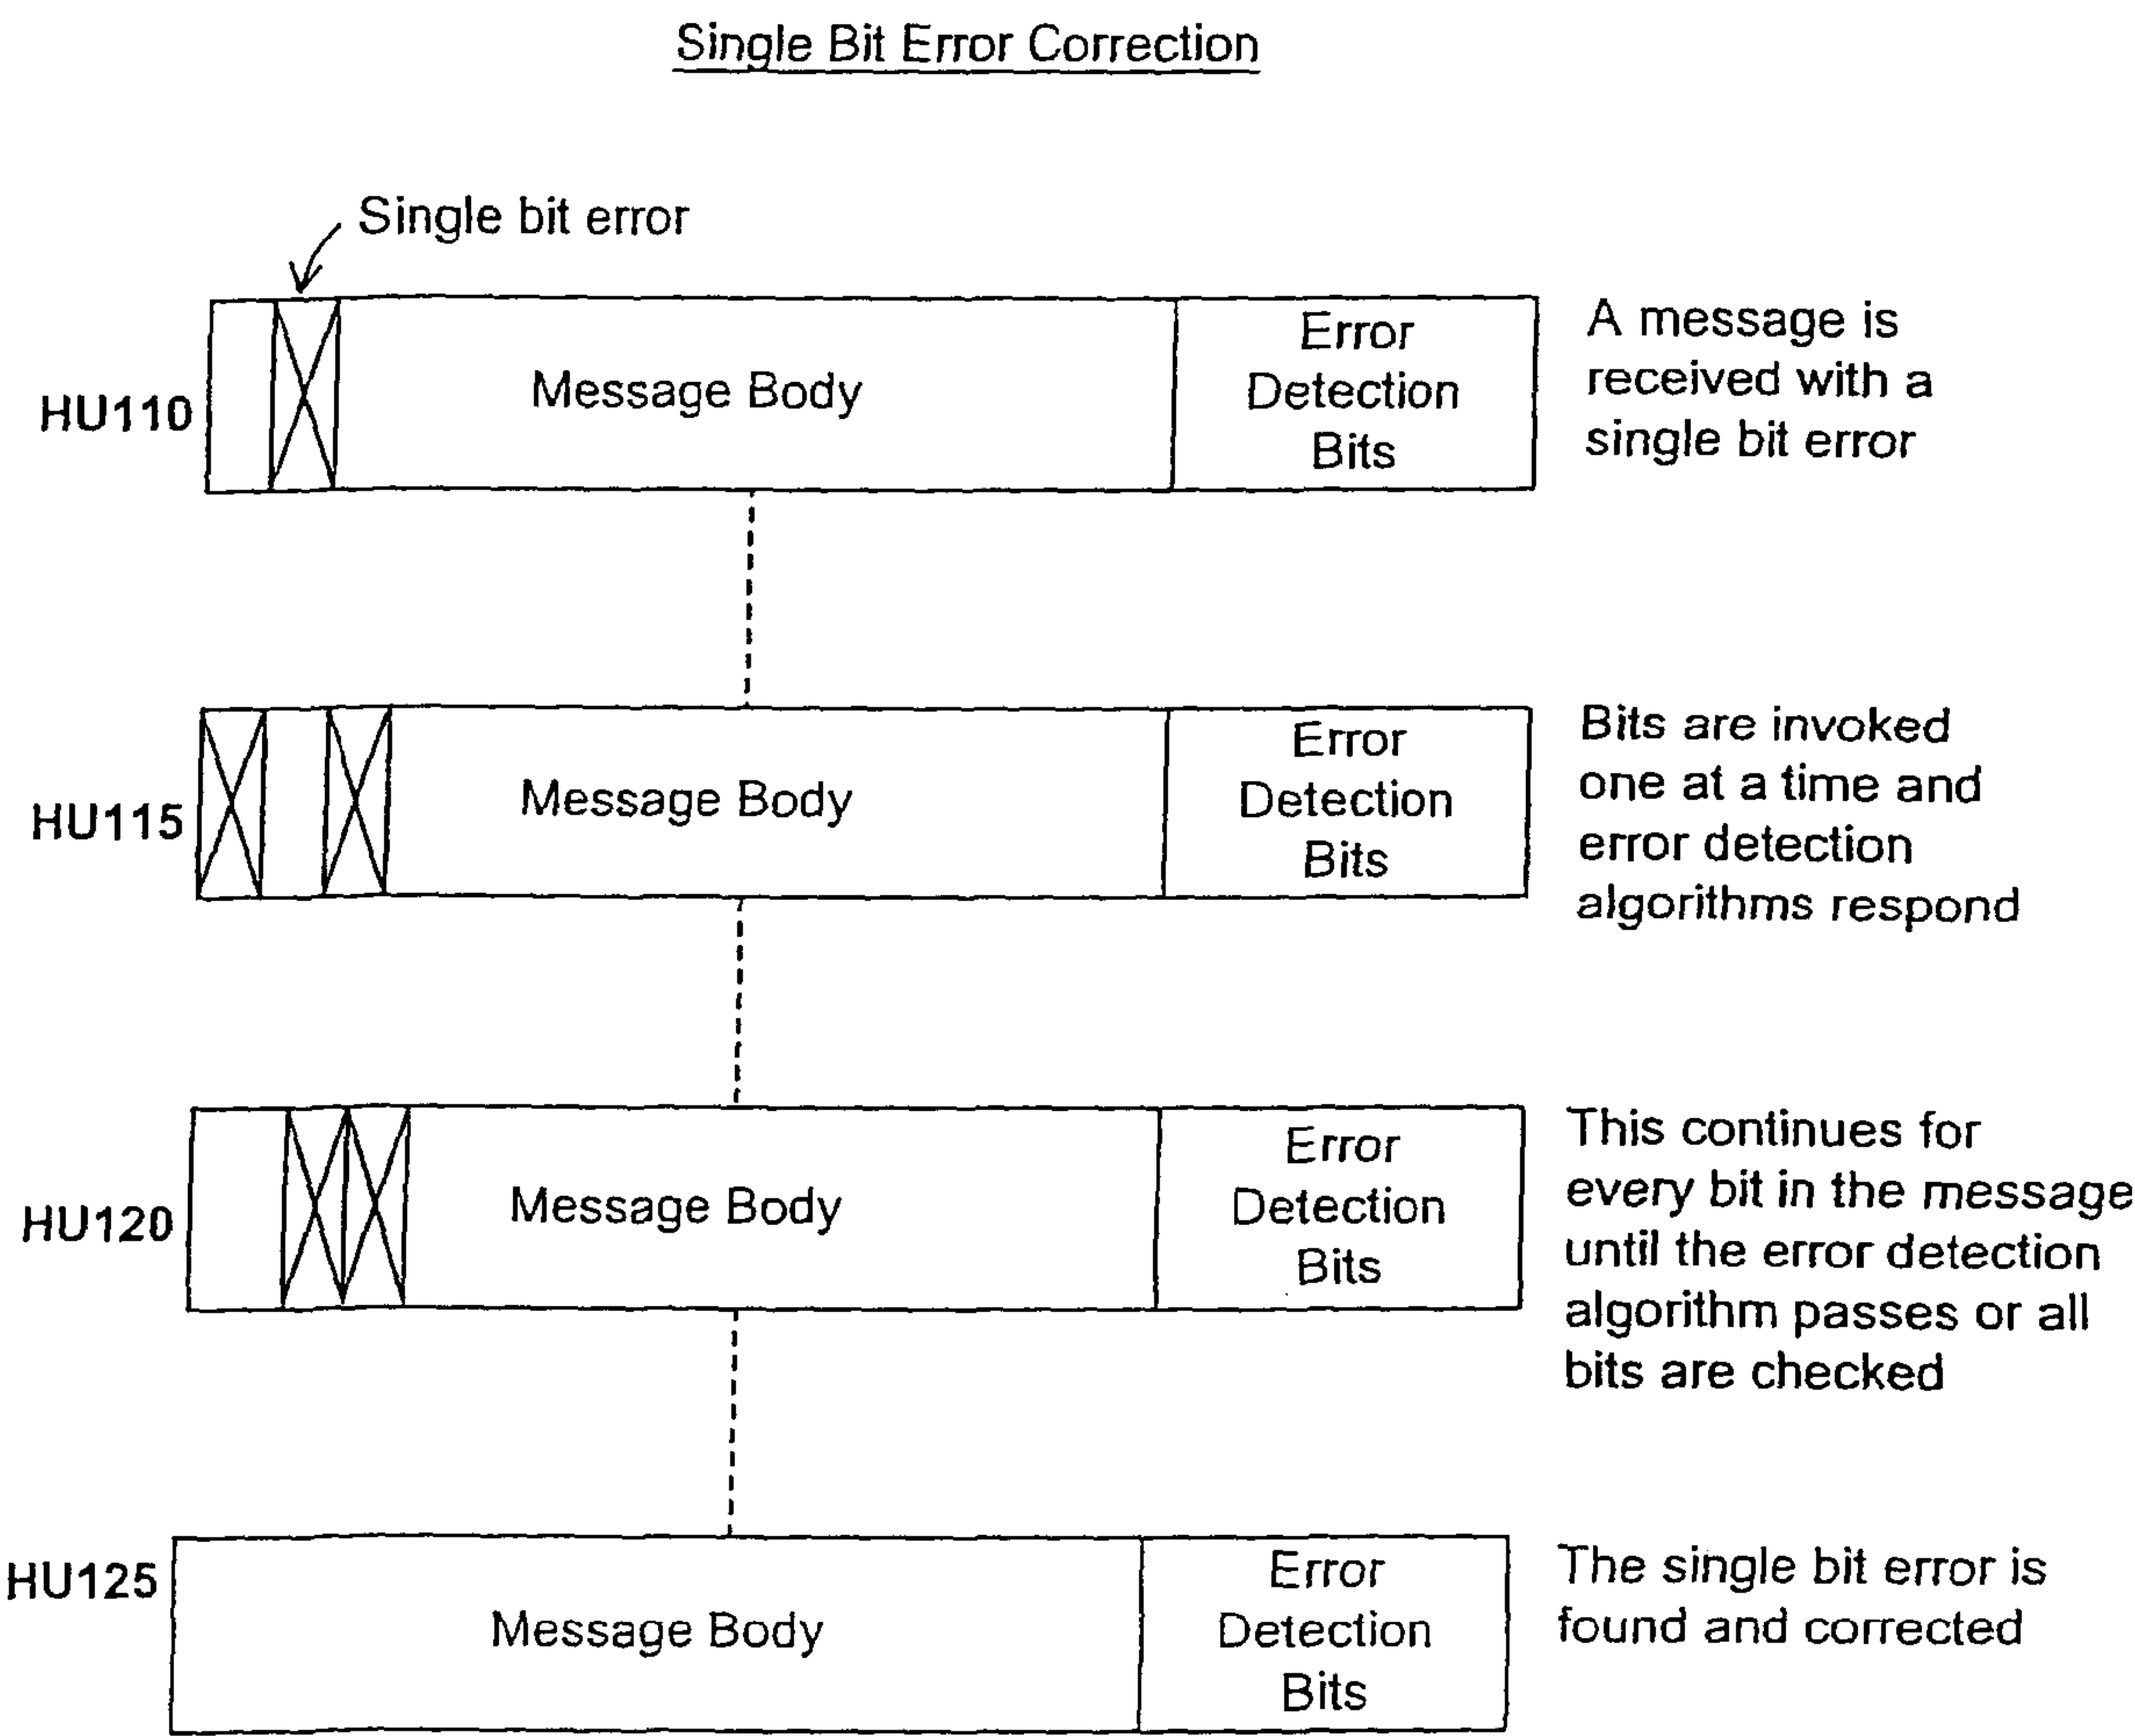 Single Bit Error Correction
Single bit error
HU110
Message Body
Error
Detection
Bits
A message is
received with a
single bit error
HU115
Message Body
Error
Detection
Bits
Bits are invoked
one at a time and
error detection
algorithms respond
HU120
Message Body
Error
Detection
Bits
This continues for
every bit in the message
until the error detection
algorithm passes or all
bits are checked
HU125
Message Body
Error
Detection
Bits
The single bit error is
found and corrected